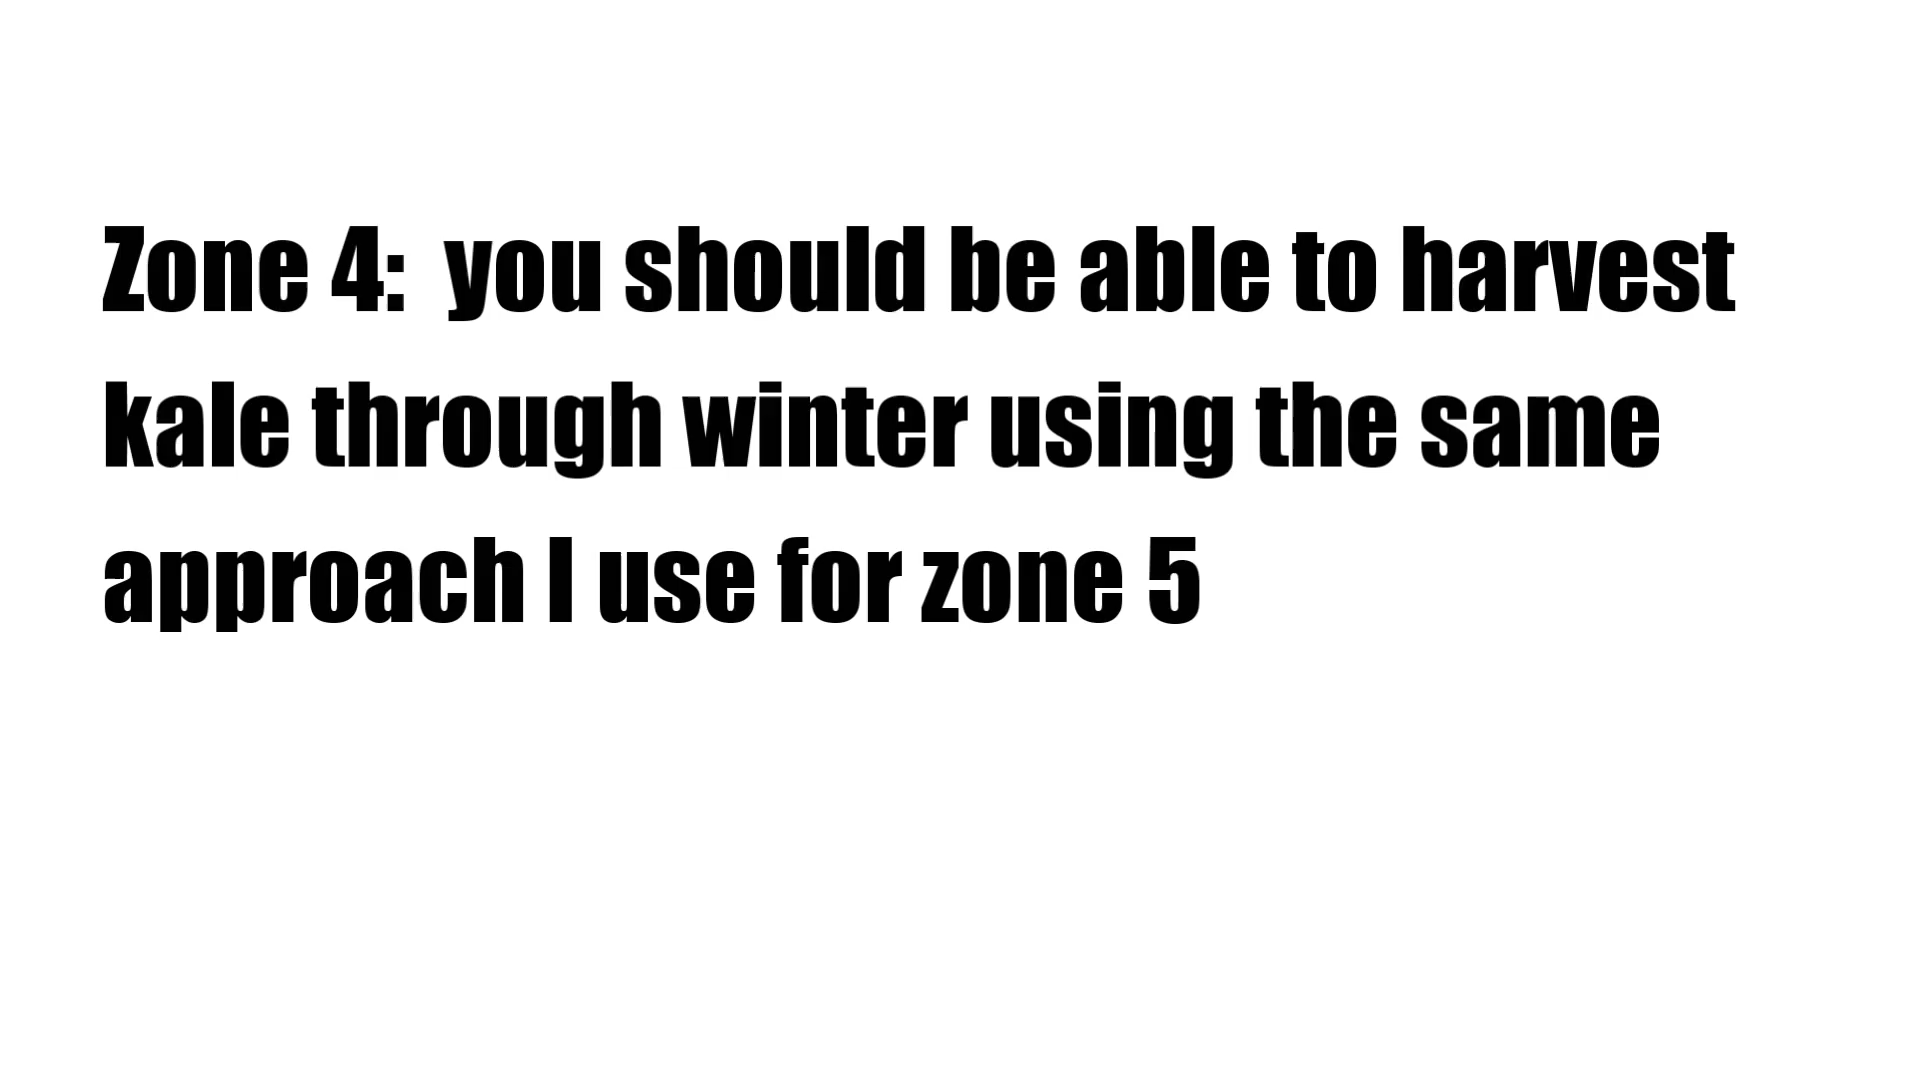 Zone 4:  you should be able to harvest
kale through winter using the same
approach I use for zone 5